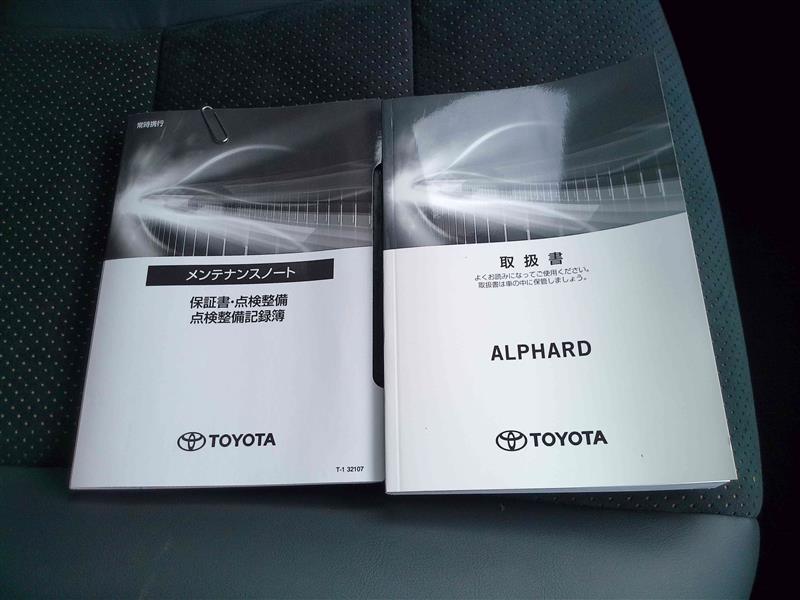 常時携行
メンテナンスノート
保証書・点検整備
点検整備記録簿
TOYOTA
T-1 32107
取扱書
よくお読みになってご使用ください。
取扱書は車の中に保管しましょう。
ALPHARD
TOYOTA